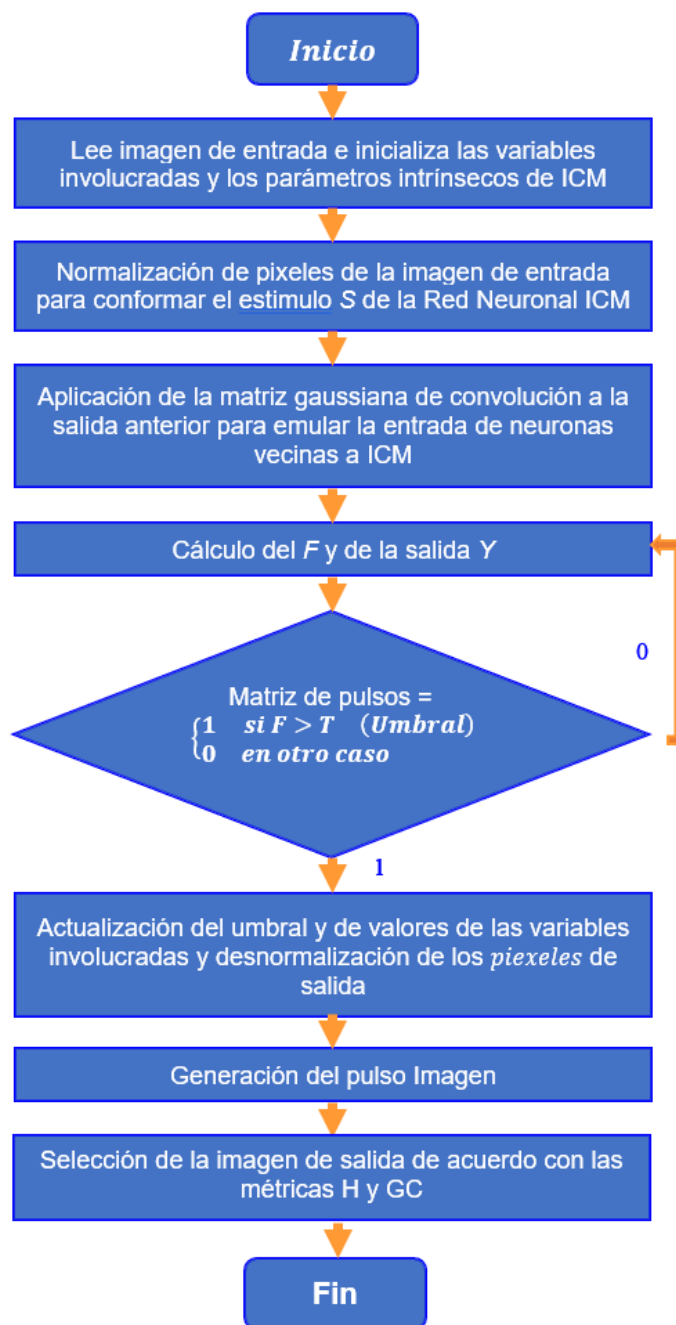 Inicio
Lee imagen de entrada e inicializa las variables
involucradas y los parámetros intrínsecos de ICM
Normalización de pixeles de la imagen de entrada
para conformar el estimulo S de la Red Neuronal ICM
Aplicación de la matriz gaussiana de convolución a la
salida anterior para emular la entrada de neuronas
vecinas a ICM
Cálculo del F y de la salida Y
0
Matriz de pulsos =
{1 si F > T (Umbral)
0 en otro caso
1
Actualización del umbral y de valores de las variables
involucradas y desnormalización de los piexeles de
salida
Generación del pulso Imagen
Selección de la imagen de salida de acuerdo con las
métricas H y GC
Fin